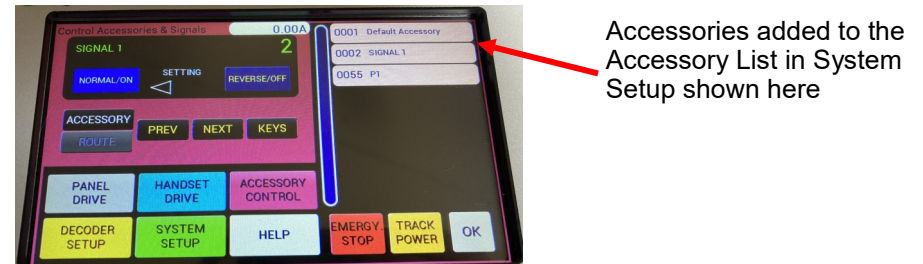 Control Accessories & Signals 0.00A
SIGNAL 1 2
NORMAL/ON SETTING REVERSE/OFF
ACCESSORY
ROUTE
PREV NEXT KEYS
PANEL DRIVE
HANDSET DRIVE
ACCESSORY CONTROL
DECODER SETUP
SYSTEM SETUP
HELP
0001 Default Accessory
0002 SIGNAL 1
0055 P1
EMERGY. STOP
TRACK POWER
OK
Accessories added to the
Accessory List in System
Setup shown here